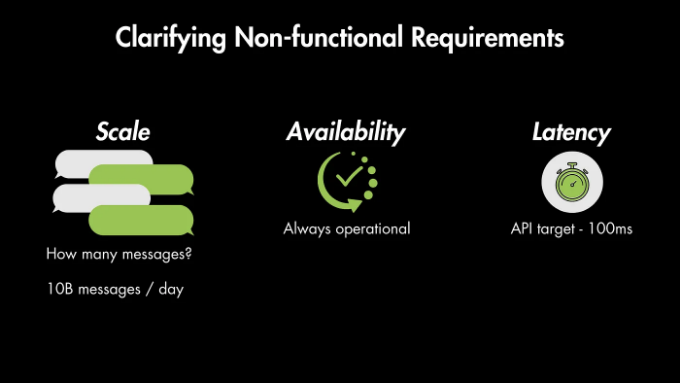 Clarifying Non-functional Requirements
Scale
How many messages?
10B messages / day
Availability
Always operational
Latency
API target - 100ms